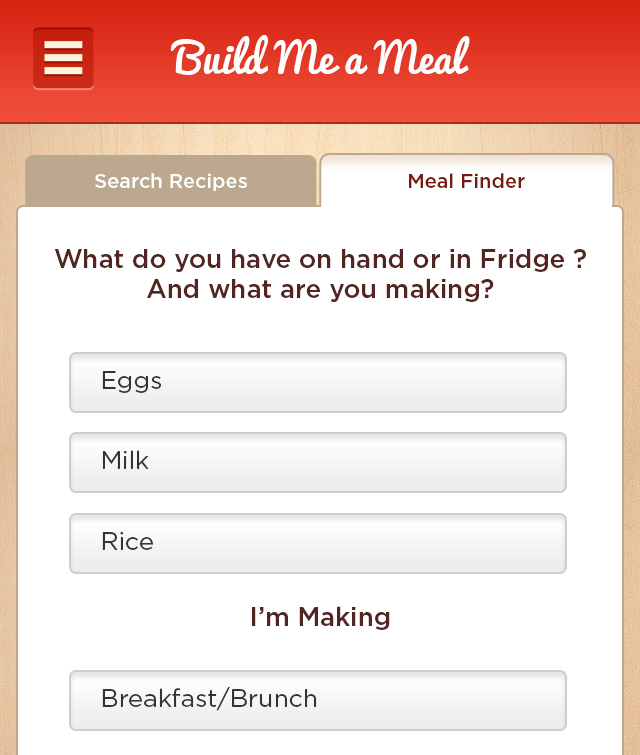 Build Me a Meal
Search Recipes
Meal Finder
What do you have on hand or in Fridge ?
And what are you making?
Eggs
Milk
Rice
I’m Making
Breakfast/Brunch